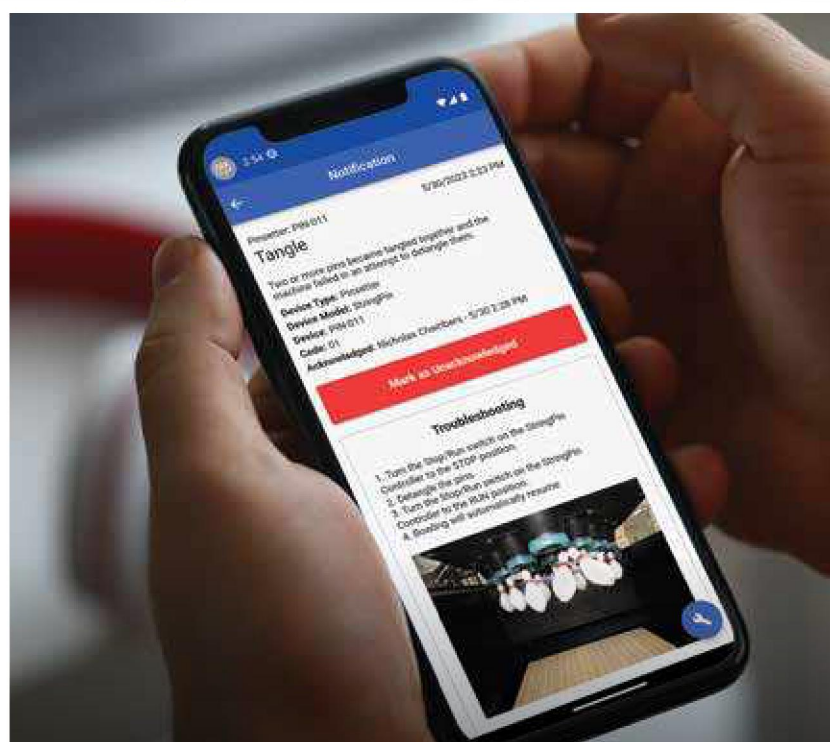 2:54
Notification
5/30/2023 2:23 PM
Pinsetter: PIN-011
Tangle
Two or more pins became tangled together and the
machine failed in an attempt to detangle them.
Device Type: Pinsetter
Device Model: StringPin
Device: PIN-011
Code: 01
Acknowledged: Nicholas Chambers - 5/30 2:28 PM
Mark as Unacknowledged
Troubleshooting
1. Turn the Stop/Run switch on the StringPin
Controller to the STOP position.
2. Detangle the pins.
3. Turn the Stop/Run switch on the StringPin
Controller to the RUN position.
4. Bowling will automatically resume.